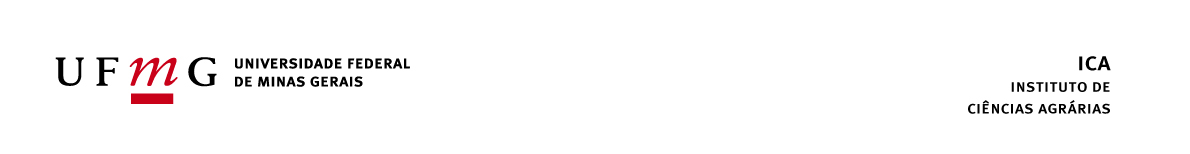 UFmG
UNIVERSIDADE FEDERAL
DE MINAS GERAIS
ICA
INSTITUTO DE
CIÊNCIAS AGRÁRIAS